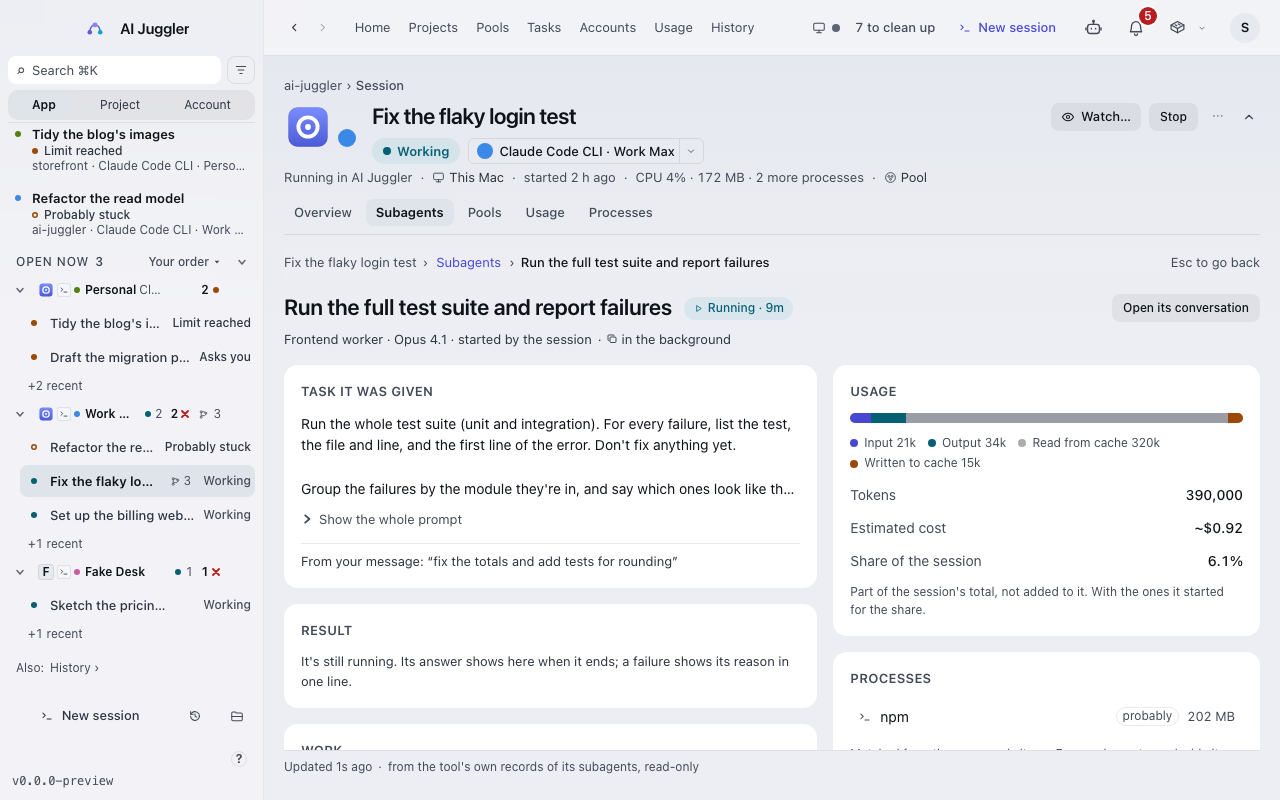 AI Juggler
Search ⌘K
App Project Account
Tidy the blog's images
Limit reached
storefront · Claude Code CLI · Perso…
Refactor the read model
Probably stuck
ai-juggler · Claude Code CLI · Work …
OPEN NOW 3 Your order
Personal Cl… 2
Tidy the blog's i… Limit reached
Draft the migration p… Asks you
+2 recent
Work … 2 2 3
Refactor the re… Probably stuck
Fix the flaky lo… 3 Working
Set up the billing web… Working
+1 recent
F Fake Desk 1 1
Sketch the pricin… Working
+1 recent
Also: History ›
New session
?
v0.0.0-preview
Home Projects Pools Tasks Accounts Usage History
7 to clean up
New session
5
S
ai-juggler › Session
Fix the flaky login test
Watch… Stop ···
Working Claude Code CLI · Work Max
Running in AI Juggler · This Mac · started 2 h ago · CPU 4% · 172 MB · 2 more processes · Pool
Overview Subagents Pools Usage Processes
Fix the flaky login test › Subagents › Run the full test suite and report failures Esc to go back
Run the full test suite and report failures Running · 9m Open its conversation
Frontend worker · Opus 4.1 · started by the session · in the background
TASK IT WAS GIVEN
Run the whole test suite (unit and integration). For every failure, list the test,
the file and line, and the first line of the error. Don't fix anything yet.
Group the failures by the module they're in, and say which ones look like th…
Show the whole prompt
From your message: “fix the totals and add tests for rounding”
RESULT
It's still running. Its answer shows here when it ends; a failure shows its reason in
one line.
WORK
USAGE
Input 21k Output 34k Read from cache 320k
Written to cache 15k
Tokens 390,000
Estimated cost ~$0.92
Share of the session 6.1%
Part of the session's total, not added to it. With the ones it started
for the share.
PROCESSES
npm probably 202 MB
Updated 1s ago · from the tool's own records of its subagents, read-only